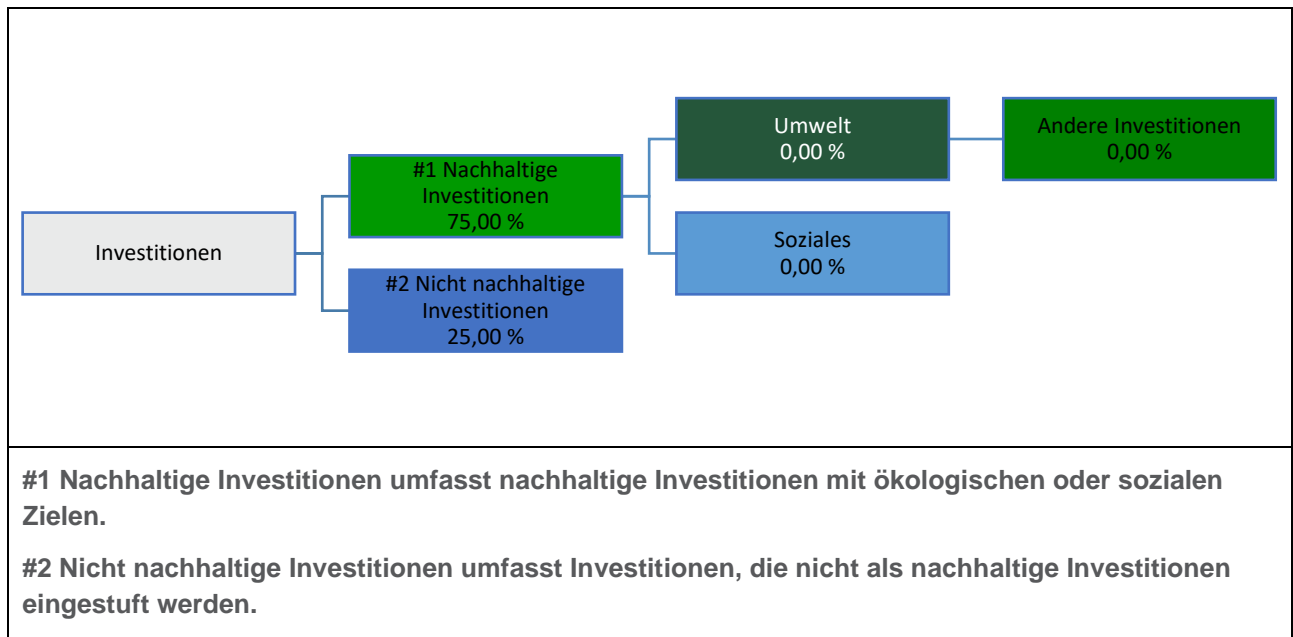 Investitionen
#1 Nachhaltige
Investitionen
75,00 %
#2 Nicht nachhaltige
Investitionen
25,00 %
Umwelt
0,00 %
Soziales
0,00 %
Andere Investitionen
0,00 %
#1 Nachhaltige Investitionen umfasst nachhaltige Investitionen mit ökologischen oder sozialen
Zielen.
#2 Nicht nachhaltige Investitionen umfasst Investitionen, die nicht als nachhaltige Investitionen
eingestuft werden.